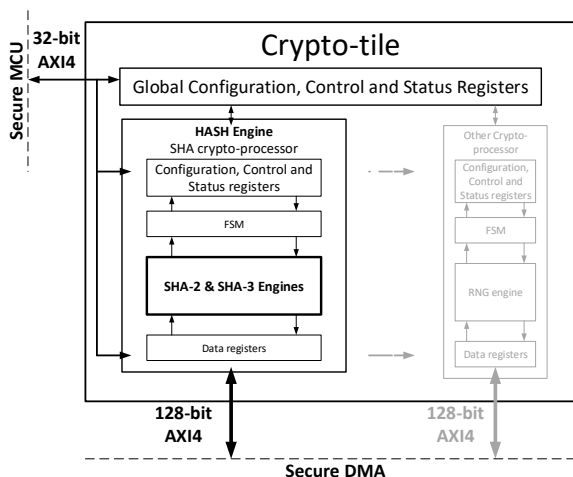 Crypto-tile
32-bit
AXI4
Secure MCU
Global Configuration, Control and Status Registers
HASH Engine
SHA crypto-processor
Configuration, Control and
Status registers
FSM
SHA-2 & SHA-3 Engines
Data registers
Other Crypto-
processor
Configuration,
Control and
Status registers
FSM
RNG engine
Data registers
128-bit
AXI4
128-bit
AXI4
Secure DMA